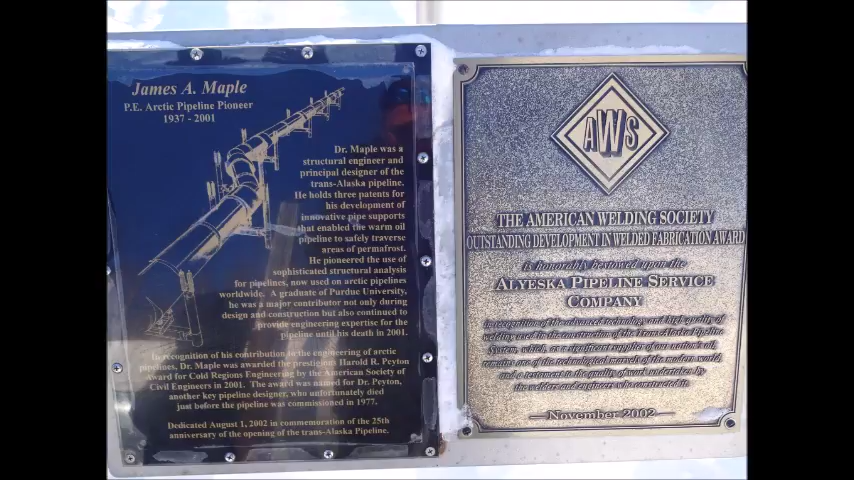 James A. Maple
P.E. Arctic Pipeline Pioneer
1937 - 2001
Dr. Maple was a
structural engineer and
principal designer of the
trans-Alaska pipeline.
He holds three patents for
his development of
innovative pipe supports
that enabled the warm oil
pipeline to safely traverse
areas of permafrost.
He pioneered the use of
sophisticated structural analysis
for pipelines, now used on arctic pipelines
worldwide. A graduate of Purdue University,
he was a major contributor not only during
design and construction but also continued to
provide engineering expertise for the
pipeline until his death in 2001.
In recognition of his contribution to the engineering of arctic
pipelines, Dr. Maple was awarded the prestigious Harold R. Peyton
Award for Cold Regions Engineering by the American Society of
Civil Engineers in 2001. The award was named for Dr. Peyton,
another key pipeline designer, who unfortunately died
just before the pipeline was commissioned in 1977.
Dedicated August 1, 2002 in commemoration of the 25th
anniversary of the opening of the trans-Alaska Pipeline.
AWS
THE AMERICAN WELDING SOCIETY
OUTSTANDING DEVELOPMENT IN WELDED FABRICATION AWARD
is honorably bestowed upon the
ALYESKA PIPELINE SERVICE
COMPANY
in recognition of the advanced technology and high quality of
welding used in the construction of the Trans-Alaska Pipeline
System, which, as a significant supplier of our nation's oil,
remains one of the technological marvels of the modern world,
and a testament to the quality of work undertaken by
the welders and engineers who constructed it.
November 2002